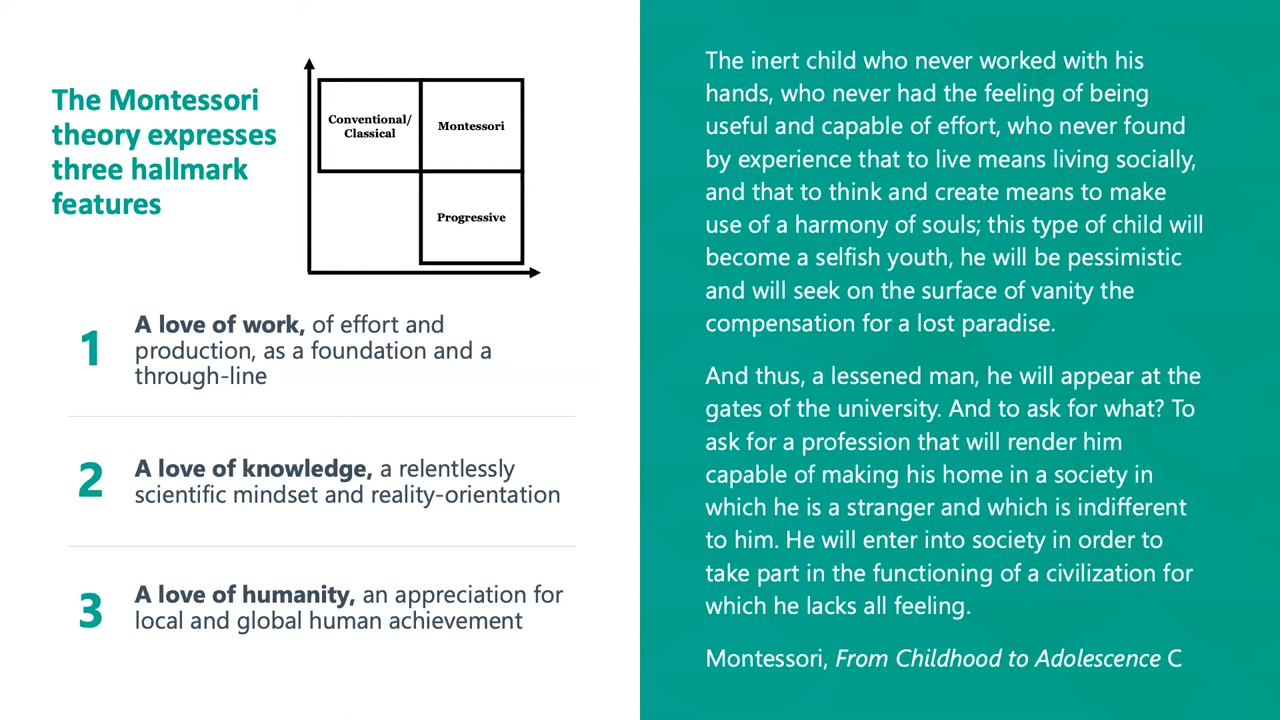 The Montessori
theory expresses
three hallmark
features
Conventional/
Classical
Montessori
Progressive
1
A love of work, of effort and
production, as a foundation and a
through-line
2
A love of knowledge, a relentlessly
scientific mindset and reality-orientation
3
A love of humanity, an appreciation for
local and global human achievement
The inert child who never worked with his
hands, who never had the feeling of being
useful and capable of effort, who never found
by experience that to live means living socially,
and that to think and create means to make
use of a harmony of souls; this type of child will
become a selfish youth, he will be pessimistic
and will seek on the surface of vanity the
compensation for a lost paradise.
And thus, a lessened man, he will appear at the
gates of the university. And to ask for what? To
ask for a profession that will render him
capable of making his home in a society in
which he is a stranger and which is indifferent
to him. He will enter into society in order to
take part in the functioning of a civilization for
which he lacks all feeling.
Montessori, From Childhood to Adolescence C